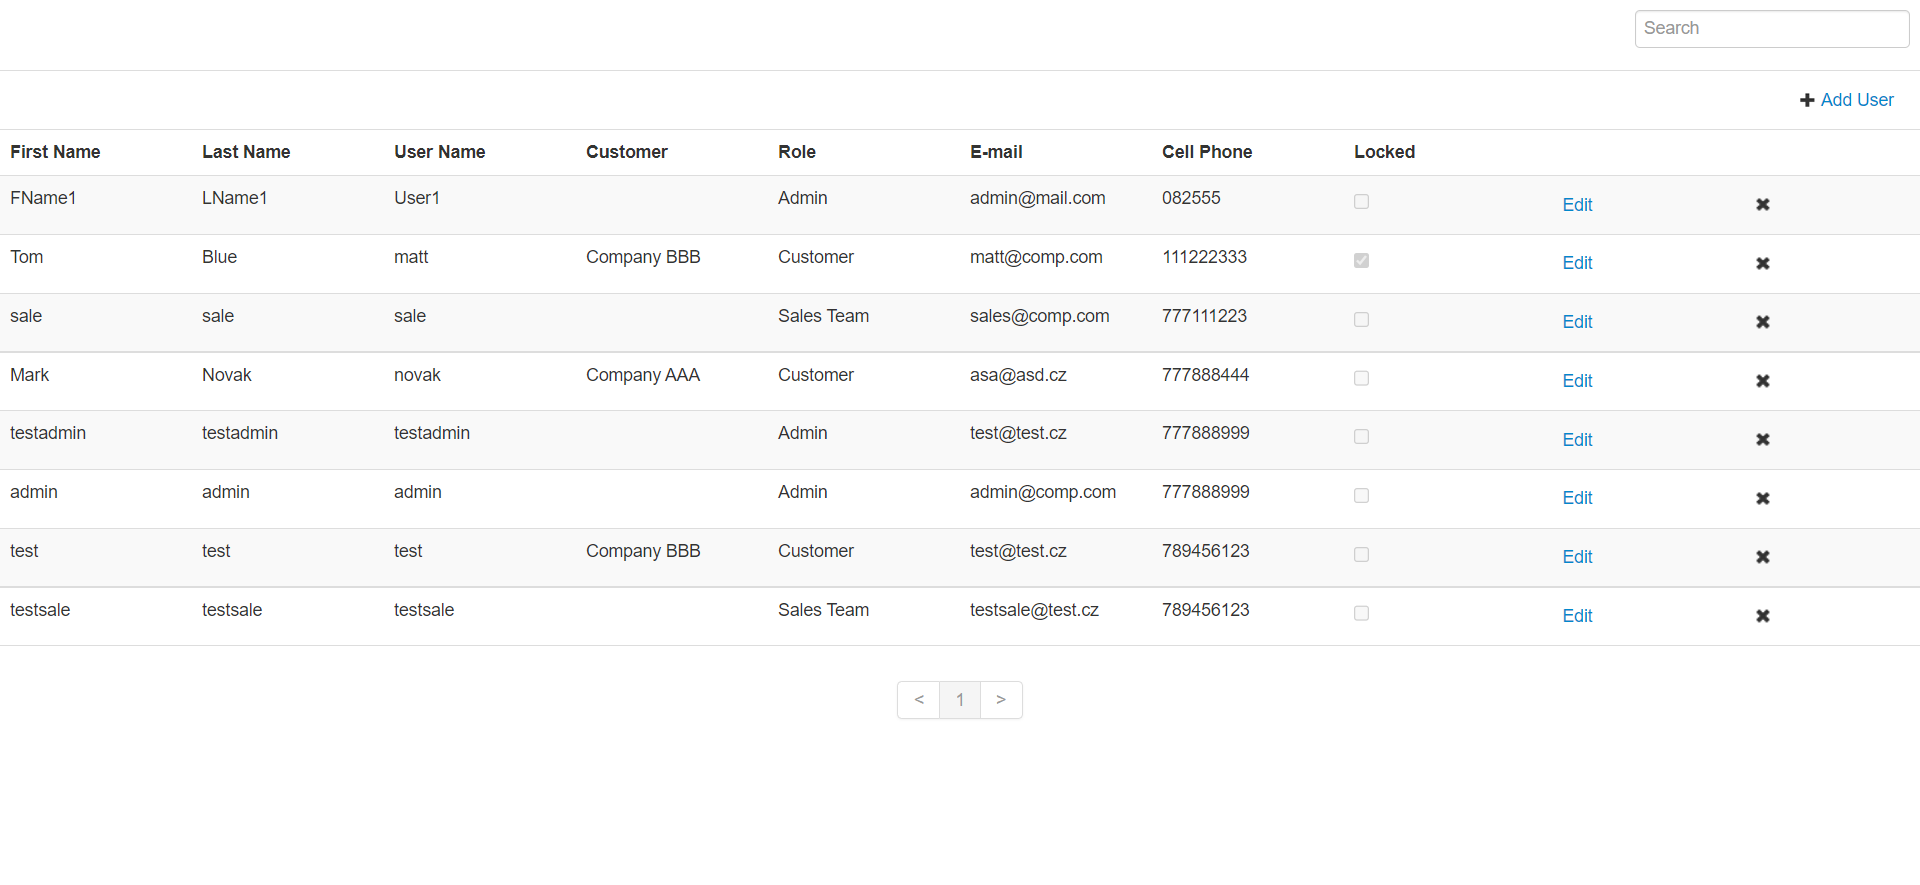 Search
Add User
First Name Last Name User Name Customer Role E-mail Cell Phone Locked
FName1 LName1 User1 Admin admin@mail.com 082555 Edit
Tom Blue matt Company BBB Customer matt@comp.com 111222333 Edit
sale sale sale Sales Team sales@comp.com 777111223 Edit
Mark Novak novak Company AAA Customer asa@asd.cz 777888444 Edit
testadmin testadmin testadmin Admin test@test.cz 777888999 Edit
admin admin admin Admin admin@comp.com 777888999 Edit
test test test Company BBB Customer test@test.cz 789456123 Edit
testsale testsale testsale Sales Team testsale@test.cz 789456123 Edit
< 1 >